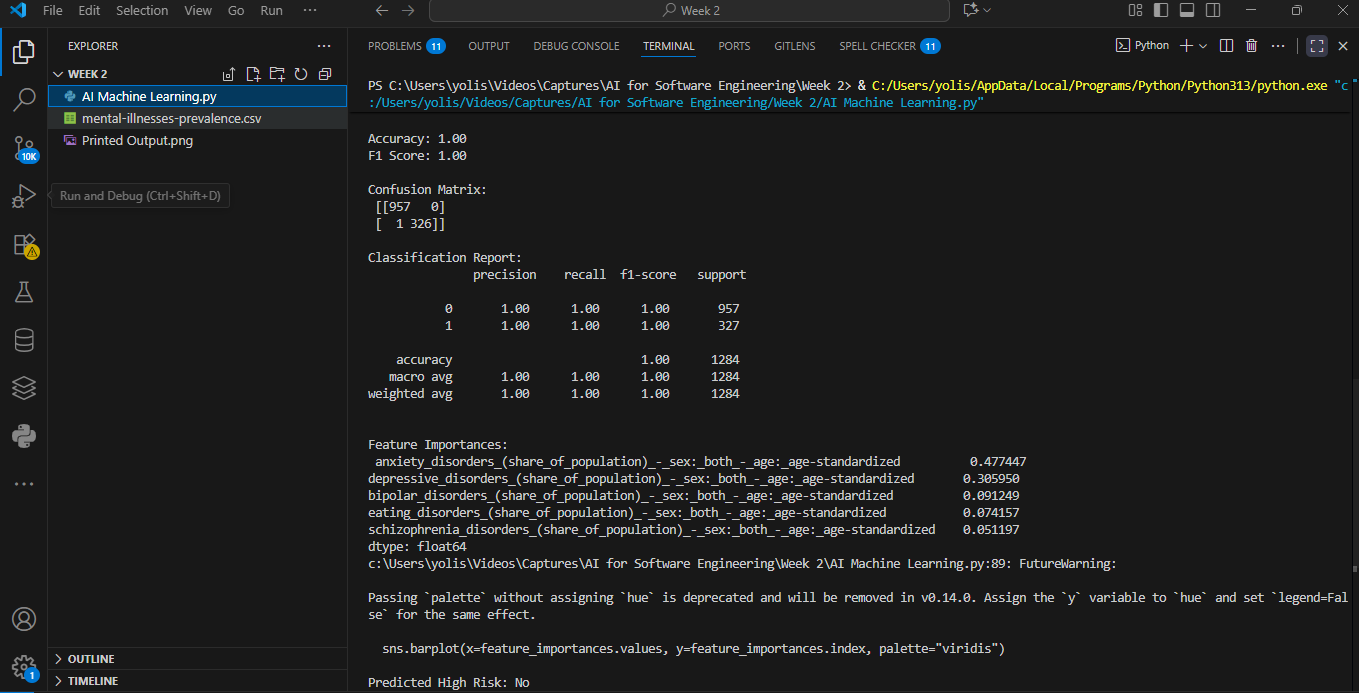 File Edit Selection View Go Run ··· Week 2
EXPLORER ···
WEEK 2
AI Machine Learning.py
mental-illnesses-prevalence.csv
Printed Output.png
10K
Run and Debug (Ctrl+Shift+D)
1
OUTLINE
TIMELINE
PROBLEMS 11 OUTPUT DEBUG CONSOLE TERMINAL PORTS GITLENS SPELL CHECKER 11 Python
PS C:\Users\yolis\Videos\Captures\AI for Software Engineering\Week 2> & C:/Users/yolis/AppData/Local/Programs/Python/Python313/python.exe "c
:/Users/yolis/Videos/Captures/AI for Software Engineering/Week 2/AI Machine Learning.py"
Accuracy: 1.00
F1 Score: 1.00
Confusion Matrix:
[[957 0]
[ 1 326]]
Classification Report:
precision recall f1-score support
0 1.00 1.00 1.00 957
1 1.00 1.00 1.00 327
accuracy 1.00 1284
macro avg 1.00 1.00 1.00 1284
weighted avg 1.00 1.00 1.00 1284
Feature Importances:
anxiety_disorders_(share_of_population)_-_sex:_both_-_age:_age-standardized 0.477447
depressive_disorders_(share_of_population)_-_sex:_both_-_age:_age-standardized 0.305950
bipolar_disorders_(share_of_population)_-_sex:_both_-_age:_age-standardized 0.091249
eating_disorders_(share_of_population)_-_sex:_both_-_age:_age-standardized 0.074157
schizophrenia_disorders_(share_of_population)_-_sex:_both_-_age:_age-standardized 0.051197
dtype: float64
c:\Users\yolis\Videos\Captures\AI for Software Engineering\Week 2\AI Machine Learning.py:89: FutureWarning:
Passing `palette` without assigning `hue` is deprecated and will be removed in v0.14.0. Assign the `y` variable to `hue` and set `legend=Fal
se` for the same effect.
sns.barplot(x=feature_importances.values, y=feature_importances.index, palette="viridis")
Predicted High Risk: No